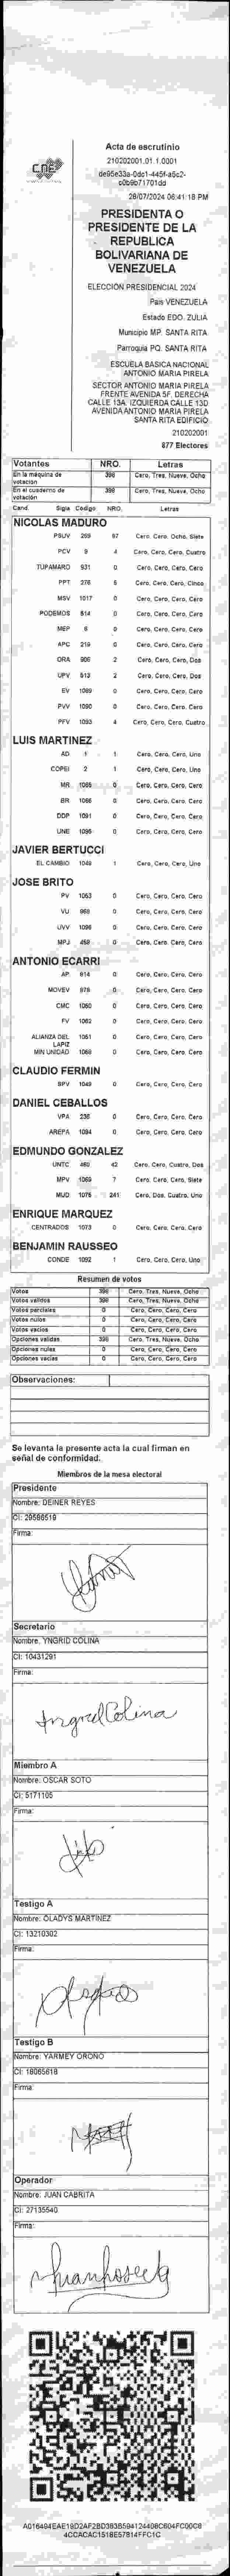 cne
Acta de escrutinio
210202001.01.1.0001
28/07/2024 06:41:18 PM
PRESIDENTA O
PRESIDENTE DE LA
REPUBLICA
BOLIVARIANA DE
VENEZUELA
ELECCIÓN PRESIDENCIAL 2024
País VENEZUELA
Estado EDO. ZULIA
Municipio MP. SANTA RITA
Parroquia PQ. SANTA RITA
ESCUELA BASICA NACIONAL
ANTONIO MARIA PIRELA
SECTOR ANTONIO MARIA PIRELA
FRENTE AVENIDA 5F. DERECHA
CALLE 13A. IZQUIERDA CALLE 13D
AVENIDA ANTONIO MARIA PIRELA
SANTA RITA EDIFICIO
210202001
877 Electores
Votantes NRO. Letras
En la máquina de votación 398 Cero, Tres, Nueve, Ocho
En el cuaderno de votación 398 Cero, Tres, Nueve, Ocho
Cand. Sigla Código NRO. Letras
NICOLAS MADURO
PSUV 269 87 Cero, Cero, Ocho, Siete
PCV 9 4 Cero, Cero, Cero, Cuatro
TUPAMARO 931 0 Cero, Cero, Cero, Cero
PPT 276 5 Cero, Cero, Cero, Cinco
MSV 1017 0 Cero, Cero, Cero, Cero
PODEMOS 514 0 Cero, Cero, Cero, Cero
MEP 6 0 Cero, Cero, Cero, Cero
APC 219 0 Cero, Cero, Cero, Cero
ORA 906 2 Cero, Cero, Cero, Dos
UPV 513 2 Cero, Cero, Cero, Dos
EV 1089 0 Cero, Cero, Cero, Cero
PVV 1090 0 Cero, Cero, Cero, Cero
PFV 1093 4 Cero, Cero, Cero, Cuatro
LUIS MARTINEZ
AD 1 1 Cero, Cero, Cero, Uno
COPEI 2 1 Cero, Cero, Cero, Uno
MR 1065 0 Cero, Cero, Cero, Cero
BR 1066 0 Cero, Cero, Cero, Cero
DDP 1091 0 Cero, Cero, Cero, Cero
UNE 1096 0 Cero, Cero, Cero, Cero
JAVIER BERTUCCI
EL CAMBIO 1048 1 Cero, Cero, Cero, Uno
JOSE BRITO
PV 1053 0 Cero, Cero, Cero, Cero
VU 968 0 Cero, Cero, Cero, Cero
UVV 1098 0 Cero, Cero, Cero, Cero
MPJ 458 0 Cero, Cero, Cero, Cero
ANTONIO ECARRI
AP 814 0 Cero, Cero, Cero, Cero
MOVEV 978 0 Cero, Cero, Cero, Cero
CMC 1050 0 Cero, Cero, Cero, Cero
FV 1062 0 Cero, Cero, Cero, Cero
ALIANZA DEL LAPIZ 1051 0 Cero, Cero, Cero, Cero
MIN UNIDAD 1068 0 Cero, Cero, Cero, Cero
CLAUDIO FERMIN
SPV 1049 0 Cero, Cero, Cero, Cero
DANIEL CEBALLOS
VPA 236 0 Cero, Cero, Cero, Cero
AREPA 1094 0 Cero, Cero, Cero, Cero
EDMUNDO GONZALEZ
UNTC 460 42 Cero, Cero, Cuatro, Dos
MPV 1069 7 Cero, Cero, Cero, Siete
MUD 1076 241 Cero, Dos, Cuatro, Uno
ENRIQUE MARQUEZ
CENTRADOS 1073 0 Cero, Cero, Cero, Cero
BENJAMIN RAUSSEO
CONDE 1092 1 Cero, Cero, Cero, Uno
Resumen de votos
Votos 398 Cero, Tres, Nueve, Ocho
Votos validos 398 Cero, Tres, Nueve, Ocho
Votos parciales 0 Cero, Cero, Cero, Cero
Votos nulos 0 Cero, Cero, Cero, Cero
Votos vacios 0 Cero, Cero, Cero, Cero
Opciones validas 398 Cero, Tres, Nueve, Ocho
Opciones nulas 0 Cero, Cero, Cero, Cero
Opciones vacias 0 Cero, Cero, Cero, Cero
Observaciones:
Se levanta la presente acta la cual firman en
señal de conformidad.
Miembros de la mesa electoral
Presidente
Nombre: DEINER REYES
CI: 29586519
Firma:
Secretario
Nombre: YNGRID COLINA
CI: 10431291
Firma:
Ingrid Colina
Miembro A
Nombre: OSCAR SOTO
CI: 5171105
Firma:
Testigo A
Nombre: OLADYS MARTINEZ
CI: 13210302
Firma:
Testigo B
Nombre: YARMEY ORONO
CI: 18065618
Firma:
Operador
Nombre: JUAN CABRITA
CI: 27135540
Firma: